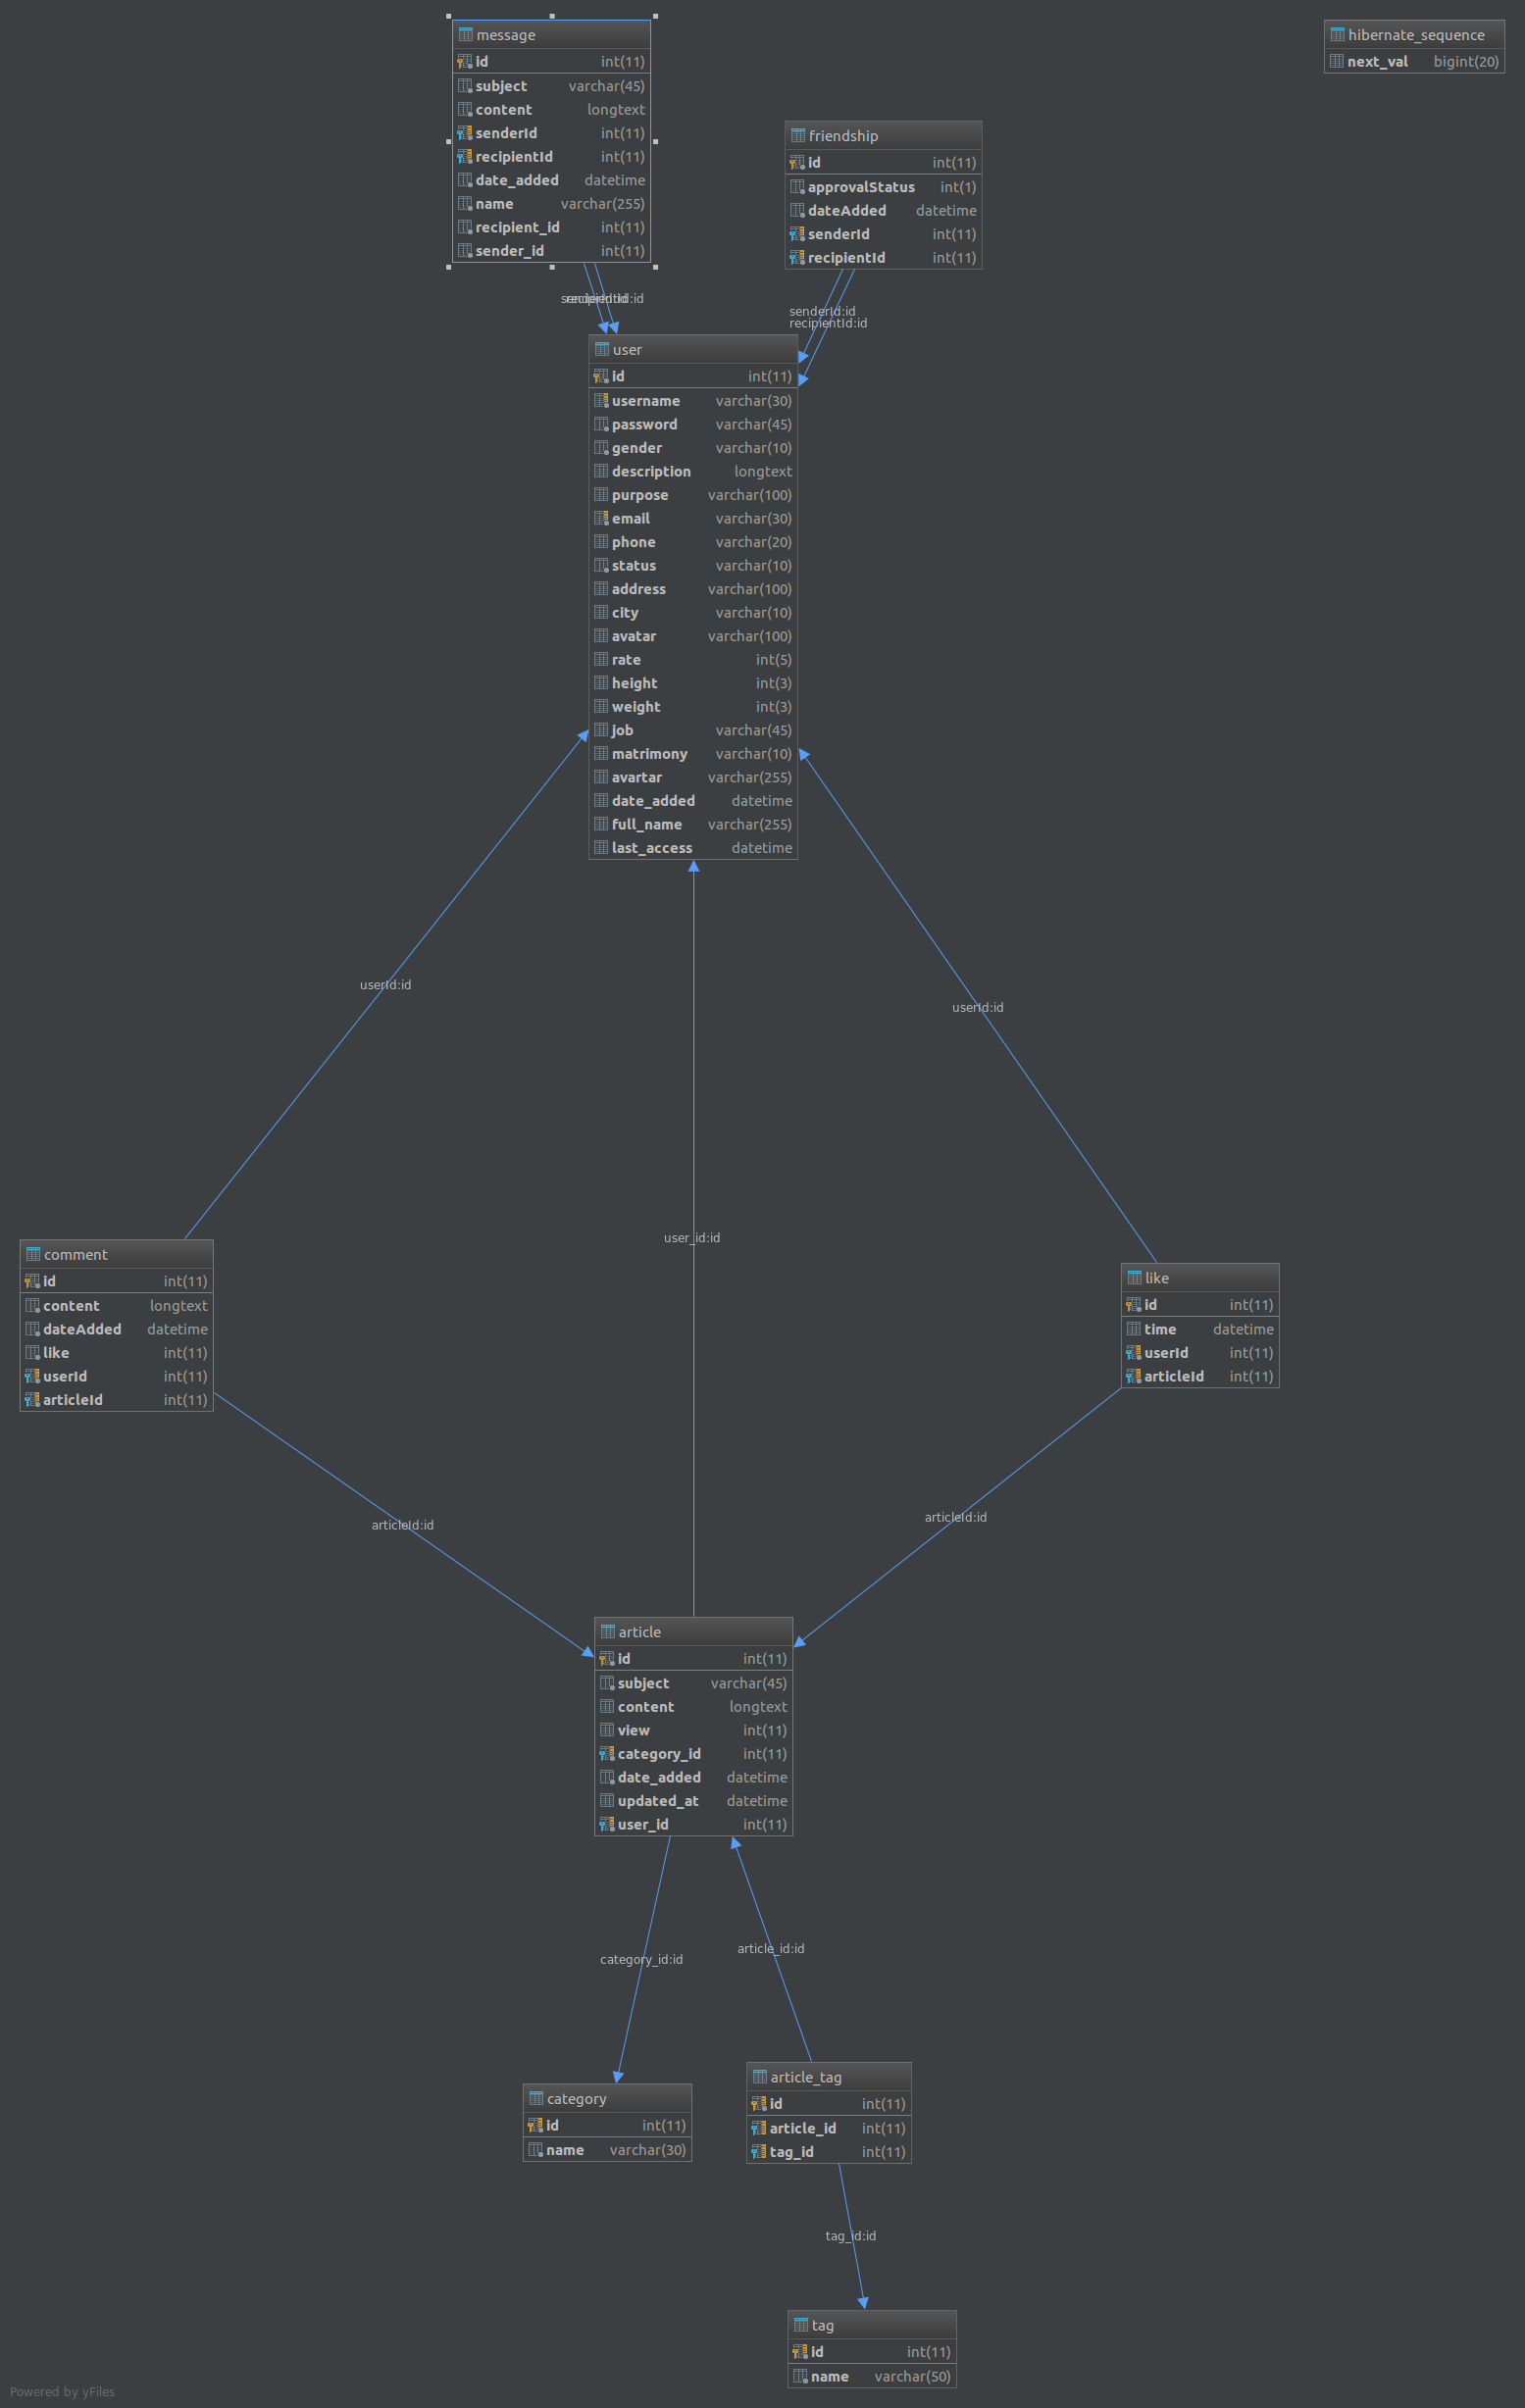 message
id int(11)
subject varchar(45)
content longtext
senderId int(11)
recipientId int(11)
date_added datetime
name varchar(255)
recipient_id int(11)
sender_id int(11)
hibernate_sequence
next_val bigint(20)
friendship
id int(11)
approvalStatus int(1)
dateAdded datetime
senderId int(11)
recipientId int(11)
senderId:id
recipientId:id
user
id int(11)
username varchar(30)
password varchar(45)
gender varchar(10)
description longtext
purpose varchar(100)
email varchar(30)
phone varchar(20)
status varchar(10)
address varchar(100)
city varchar(10)
avatar varchar(100)
rate int(5)
height int(3)
weight int(3)
job varchar(45)
matrimony varchar(10)
avartar varchar(255)
date_added datetime
full_name varchar(255)
last_access datetime
userId:id
userId:id
user_id:id
comment
id int(11)
content longtext
dateAdded datetime
like int(11)
userId int(11)
articleId int(11)
like
id int(11)
time datetime
userId int(11)
articleId int(11)
articleId:id
articleId:id
article
id int(11)
subject varchar(45)
content longtext
view int(11)
category_id int(11)
date_added datetime
updated_at datetime
user_id int(11)
category_id:id
article_id:id
category
id int(11)
name varchar(30)
article_tag
id int(11)
article_id int(11)
tag_id int(11)
tag_id:id
tag
id int(11)
name varchar(50)
Powered by yFiles